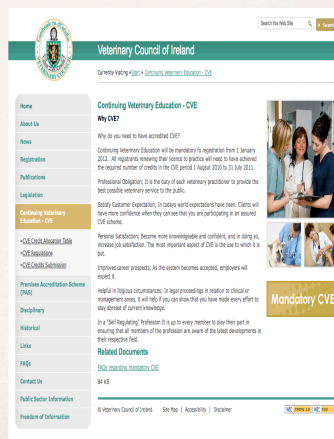 Search this Web Site
Veterinary Council of Ireland
Currently Visiting »Start » Continuing Veterinary Education - CVE
Home
About Us
News
Registration
Publications
Legislation
Continuing Veterinary
Education - CVE
»CVE Credit Allocation Table
»CVE Regulations
»CVE Credits Submission
Premises Accreditation Scheme
(PAS)
Disciplinary
Historical
Links
FAQs
Contact Us
Public Sector Information
Freedom of Information
Continuing Veterinary Education - CVE
Why CVE?
Why do you need to have accredited CVE?
Continuing Veterinary Education will be mandatory fo registration from 1 January
2012. All registrants renewing their licence to practice will need to have achieved
the required number of credits in the CVE period 1 August 2010 to 31 July 2011.
Professional Obligation; It is the duty of each veterinary practitioner to provide the
best possible veterinary service to the public.
Satisfy Customer Expectation; In todays world expectations have risen. Clients will
have more confidence when they can see that you are participating in an assured
CVE scheme.
Personal Satisfaction; Become more knowledgeable and confident, and in doing so,
increase job satisfaction. The most important aspect of CVE is the use to which it is
put.
Improves career prospects; As the system becomes accepted, employers will
expect it.
Helpful in litigious circumstances; In legal proceedings in relation to clinical or
management areas, it will help if you can show that you have made every effort to
stay abreast of current knowledge.
In a "Self Regulating" Profession it is up to every member to play their part in
ensuring that all members of the profession are aware of the latest developments in
their respective field.
Related Documents
FAQs regarding mandatory CVE
84 KB
Mandatory CVE
© Veterinary Council of Ireland. Site Map | Accessibility | Disclaimer